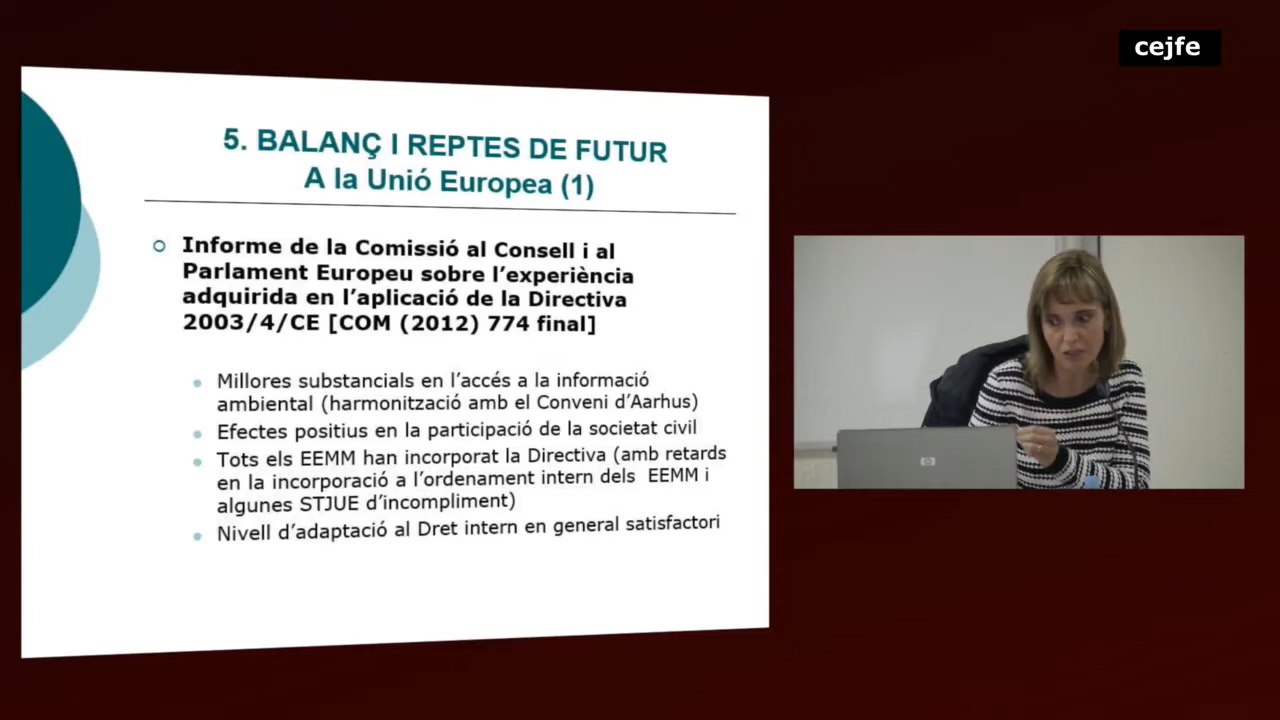 cejfe
5. BALANÇ I REPTES DE FUTUR
A la Unió Europea (1)
Informe de la Comissió al Consell i al
Parlament Europeu sobre l'experiència
adquirida en l'aplicació de la Directiva
2003/4/CE [COM (2012) 774 final]
Millores substancials en l'accés a la informació
ambiental (harmonització amb el Conveni d'Aarhus)
Efectes positius en la participació de la societat civil
Tots els EEMM han incorporat la Directiva (amb retards
en la incorporació a l'ordenament intern dels EEMM i
algunes STJUE d'incompliment)
Nivell d'adaptació al Dret intern en general satisfactori
hp